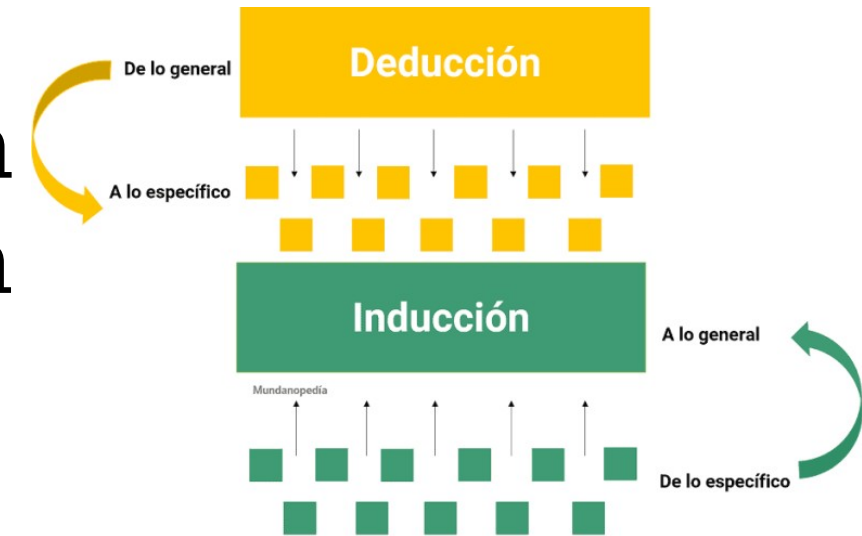 Deducción
De lo general
A lo específico
n
n
Inducción
A lo general
Mundanopedía
De lo específico